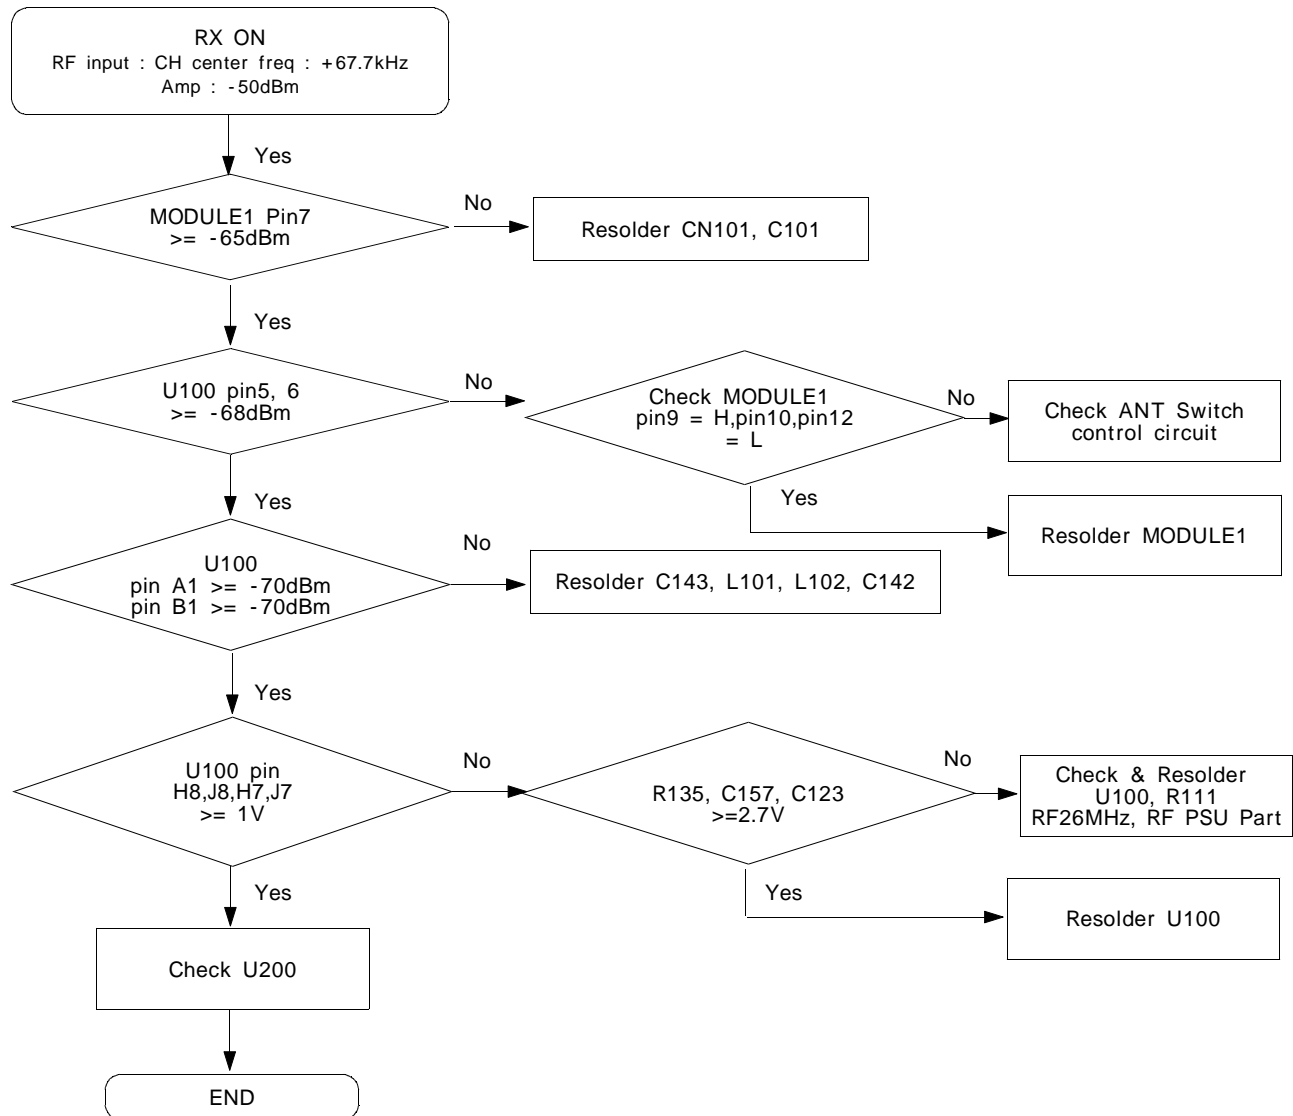 RX ON
RF input : CH center freq : +67.7kHz
Amp : -50dBm
Yes
MODULE1 Pin7
>= -65dBm
No
Resolder CN101, C101
Yes
U100 pin5, 6
>= -68dBm
No
Check MODULE1
pin9 = H,pin10,pin12
= L
No
Check ANT Switch
control circuit
Yes
Resolder MODULE1
Yes
U100
pin A1 >= -70dBm
pin B1 >= -70dBm
No
Resolder C143, L101, L102, C142
Yes
U100 pin
H8,J8,H7,J7
>= 1V
No
R135, C157, C123
>=2.7V
No
Check & Resolder
U100, R111
RF26MHz, RF PSU Part
Yes
Resolder U100
Yes
Check U200
END